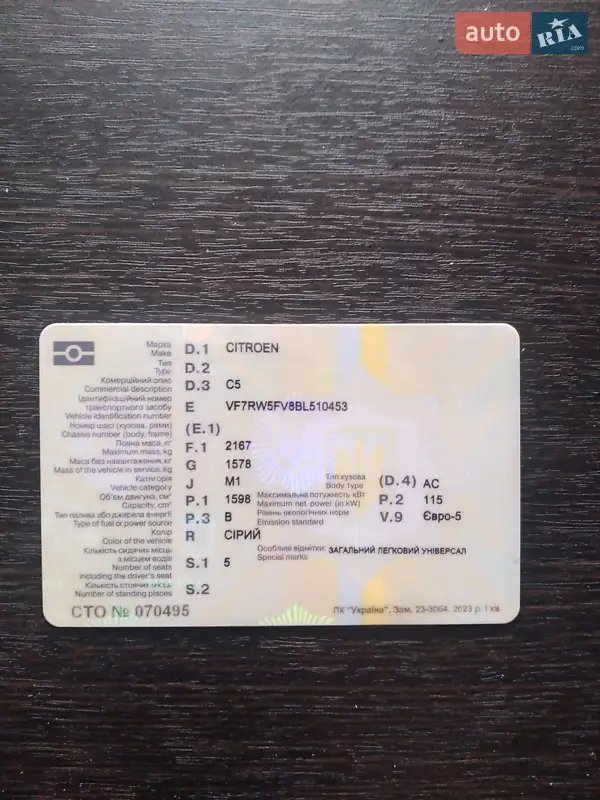 auto RIA .com
Марка
Make D.1 CITROEN
Тип
Type D.2
Комерційний опис
Commercial description D.3 C5
Ідентифікаційний номер
транспортного засобу
Vehicle identification number E VF7RW5FV8BL510453
Номер шасі (кузова, рами)
Chassis number (body, frame) (E.1)
Повна маса, кг
Maximum mass, kg F.1 2167
Маса без навантаження, кг
Mass of the vehicle in service, kg G 1578
Категорія
Vehicle category J M1 Тип кузова
Body type (D.4) AC
Об'єм двигуна, см³
Capacity, cm³ P.1 1598 Максимальна потужність кВт
Maximum net power (in kW) P.2 115
Тип палива або джерела енергії
Type of fuel or power source P.3 B Рівень екологічних норм
Emission standard V.9 Євро-5
Колір
Color of the vehicle R СІРИЙ
Кількість сидячих місць
з місцем водія
Number of seats
including the driver's seat S.1 5 Особливі відмітки: ЗАГАЛЬНИЙ ЛЕГКОВИЙ УНІВЕРСАЛ
Special marks
Кількість стоячих місць
Number of standing places S.2
СТО № 070495 ПК "Україна". Зам. 23-3064. 2023 р. І кв.